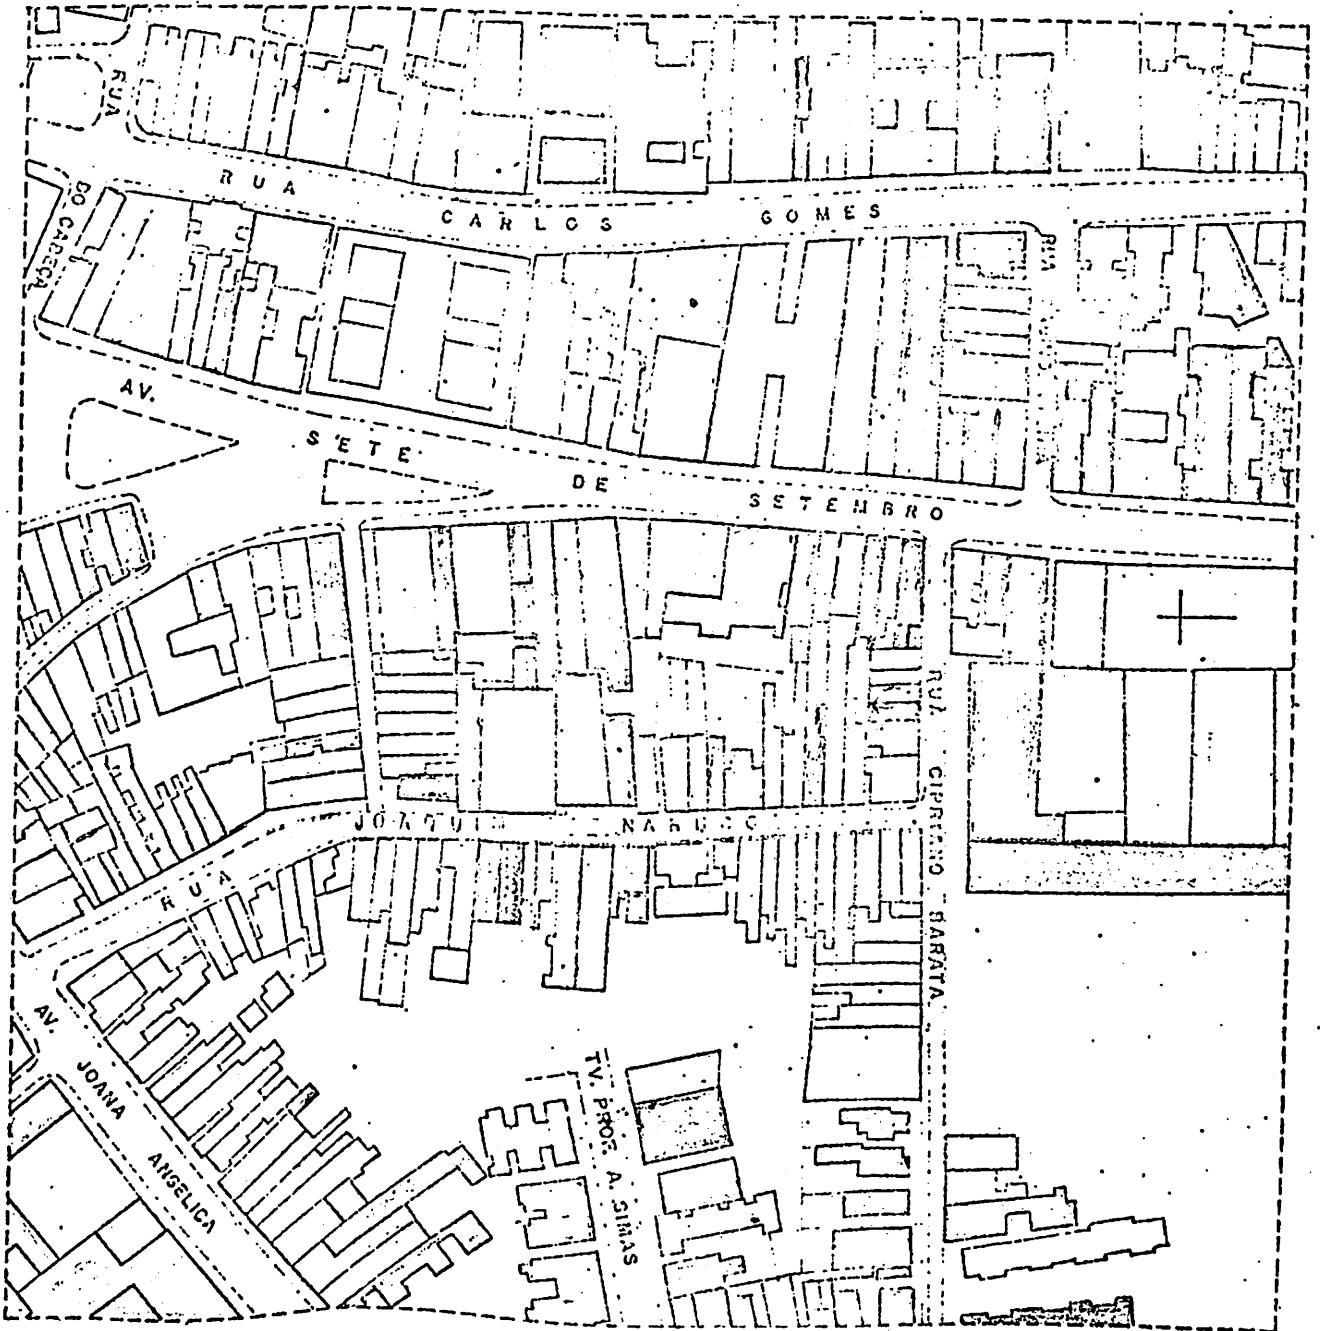 RUA
DO CABEÇA
RUA CARLOS GOMES
RUA
AV. SETE DE SETEMBRO
RUA JOAQUIM NABUCO
RUA CIPRIANO BARATA
AV. JOANA ANGELICA
TV. PROF. A. SIMAS